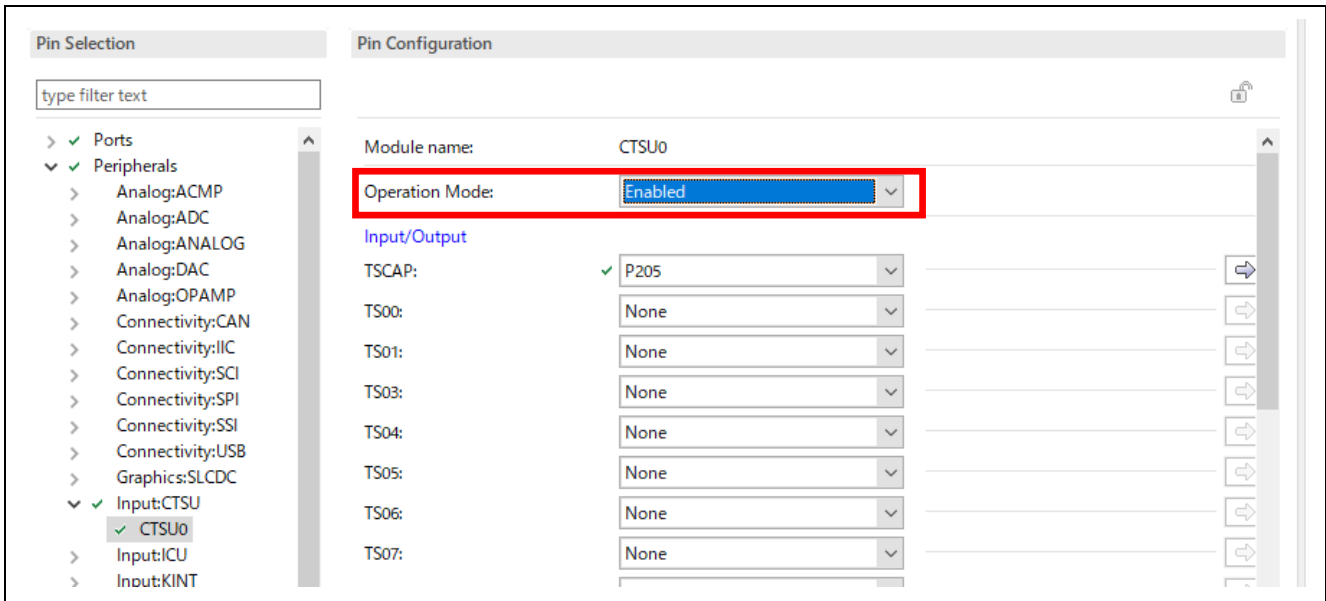 Pin Selection
Pin Configuration
type filter text
Ports
Peripherals
Analog:ACMP
Analog:ADC
Analog:ANALOG
Analog:DAC
Analog:OPAMP
Connectivity:CAN
Connectivity:IIC
Connectivity:SCI
Connectivity:SPI
Connectivity:SSI
Connectivity:USB
Graphics:SLCDC
Input:CTSU
CTSU0
Input:ICU
Input:KINT
Module name: CTSU0
Operation Mode: Enabled
Input/Output
TSCAP: P205
TS00: None
TS01: None
TS03: None
TS04: None
TS05: None
TS06: None
TS07: None